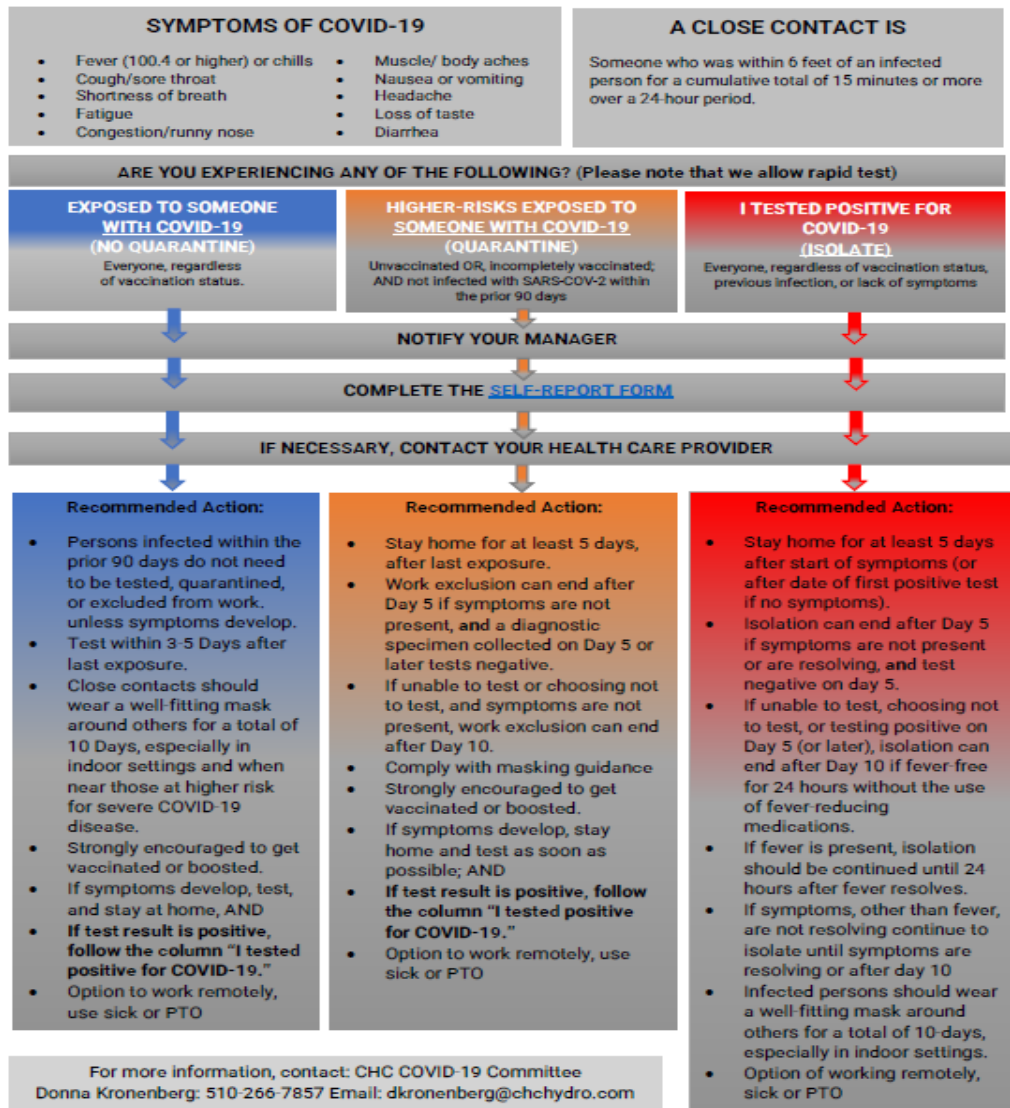 SYMPTOMS OF COVID-19
• Fever (100.4 or higher) or chills
• Cough/sore throat
• Shortness of breath
• Fatigue
• Congestion/runny nose
• Muscle/ body aches
• Nausea or vomiting
• Headache
• Loss of taste
• Diarrhea
A CLOSE CONTACT IS
Someone who was within 6 feet of an infected
person for a cumulative total of 15 minutes or more
over a 24-hour period.
ARE YOU EXPERIENCING ANY OF THE FOLLOWING? (Please note that we allow rapid test)
EXPOSED TO SOMEONE
WITH COVID-19
(NO QUARANTINE)
Everyone, regardless
of vaccination status.
HIGHER-RISKS EXPOSED TO
SOMEONE WITH COVID-19
(QUARANTINE)
Unvaccinated OR, incompletely vaccinated;
AND not infected with SARS-COV-2 within
the prior 90 days
I TESTED POSITIVE FOR
COVID-19
(ISOLATE)
Everyone, regardless of vaccination status,
previous infection, or lack of symptoms
NOTIFY YOUR MANAGER
COMPLETE THE SELF-REPORT FORM
IF NECESSARY, CONTACT YOUR HEALTH CARE PROVIDER
Recommended Action:
• Persons infected within the
prior 90 days do not need
to be tested, quarantined,
or excluded from work.
unless symptoms develop.
• Test within 3-5 Days after
last exposure.
• Close contacts should
wear a well-fitting mask
around others for a total of
10 Days, especially in
indoor settings and when
near those at higher risk
for severe COVID-19
disease.
• Strongly encouraged to get
vaccinated or boosted.
• If symptoms develop, test,
and stay at home, AND
• If test result is positive,
follow the column “I tested
positive for COVID-19.”
• Option to work remotely,
use sick or PTO
Recommended Action:
• Stay home for at least 5 days,
after last exposure.
• Work exclusion can end after
Day 5 if symptoms are not
present, and a diagnostic
specimen collected on Day 5 or
later tests negative.
• If unable to test or choosing not
to test, and symptoms are not
present, work exclusion can end
after Day 10.
• Comply with masking guidance
• Strongly encouraged to get
vaccinated or boosted.
• If symptoms develop, stay
home and test as soon as
possible; AND
• If test result is positive, follow
the column “I tested positive
for COVID-19.”
• Option to work remotely, use
sick or PTO
Recommended Action:
• Stay home for at least 5 days
after start of symptoms (or
after date of first positive test
if no symptoms).
• Isolation can end after Day 5
if symptoms are not present
or are resolving, and test
negative on day 5.
• If unable to test, choosing not
to test, or testing positive on
Day 5 (or later), isolation can
end after Day 10 if fever-free
for 24 hours without the use
of fever-reducing
medications.
• If fever is present, isolation
should be continued until 24
hours after fever resolves.
• If symptoms, other than fever,
are not resolving continue to
isolate until symptoms are
resolving or after day 10
• Infected persons should wear
a well-fitting mask around
others for a total of 10-days,
especially in indoor settings.
• Option of working remotely,
sick or PTO
For more information, contact: CHC COVID-19 Committee
Donna Kronenberg: 510-266-7857 Email: dkronenberg@chchydro.com